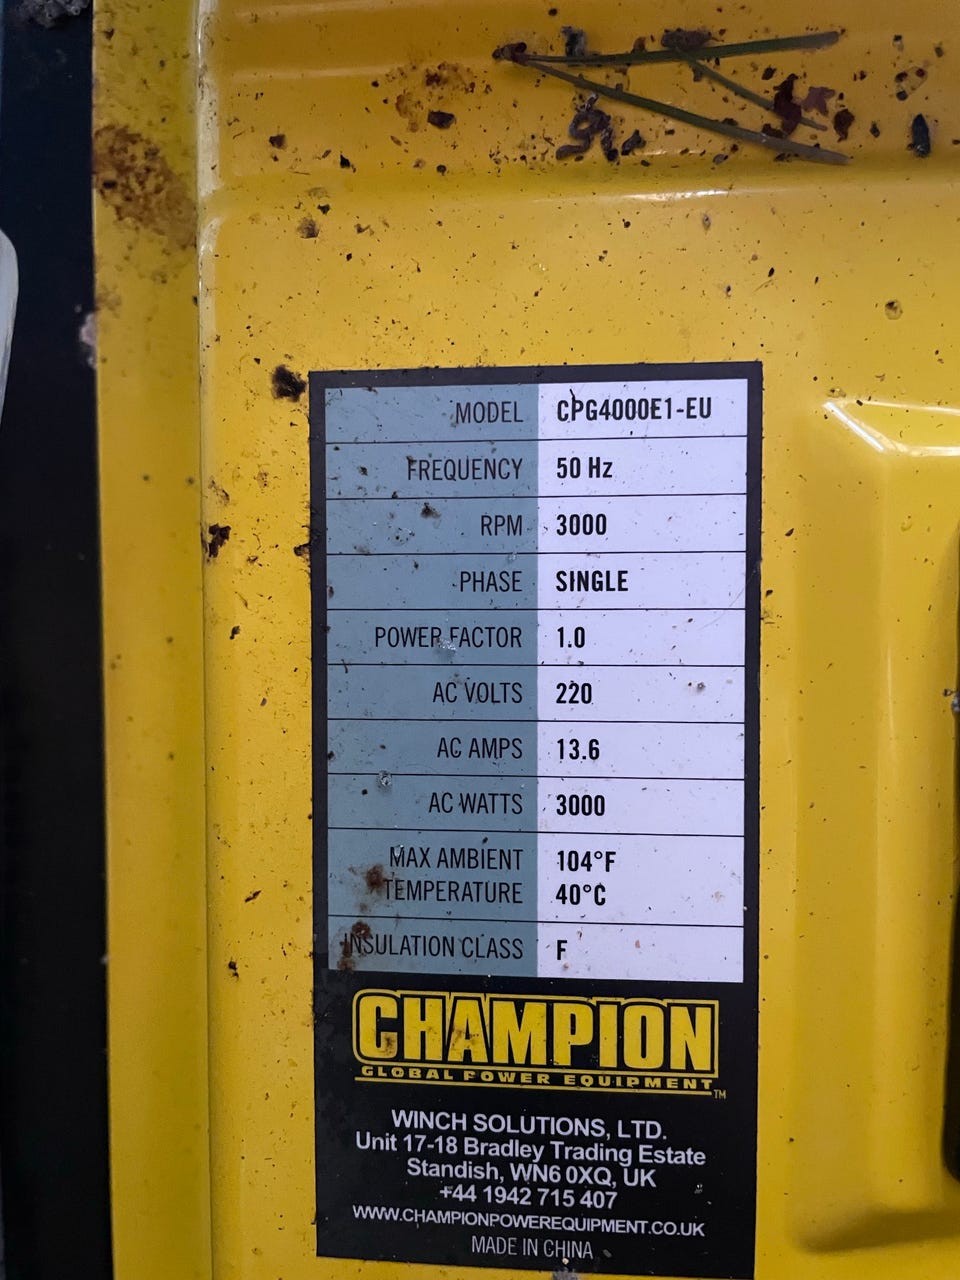 MODEL CPG4000E1-EU
FREQUENCY 50 Hz
RPM 3000
PHASE SINGLE
POWER FACTOR 1.0
AC VOLTS 220
AC AMPS 13.6
AC WATTS 3000
MAX AMBIENT 104°F
TEMPERATURE 40°C
INSULATION CLASS F
CHAMPION
GLOBAL POWER EQUIPMENT™
WINCH SOLUTIONS, LTD.
Unit 17-18 Bradley Trading Estate
Standish, WN6 0XQ, UK
+44 1942 715 407
WWW.CHAMPIONPOWEREQUIPMENT.CO.UK
MADE IN CHINA